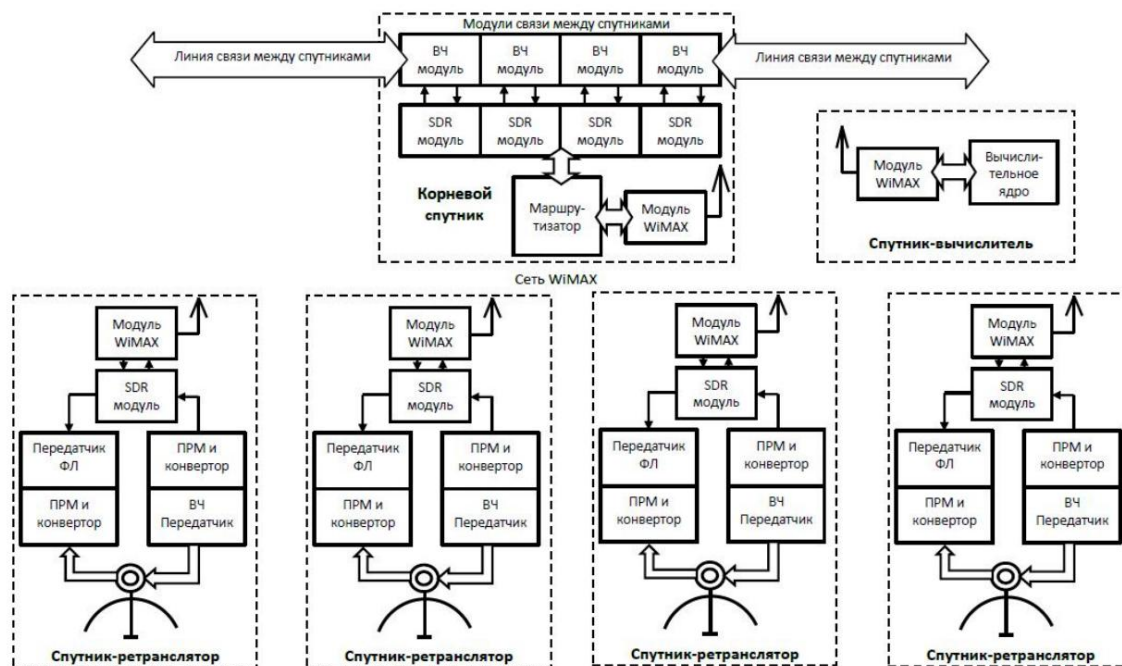 Модули связи между спутниками
Линия связи между спутниками
ВЧ
модуль
ВЧ
модуль
ВЧ
модуль
ВЧ
модуль
Линия связи между спутниками
SDR
модуль
SDR
модуль
SDR
модуль
SDR
модуль
Корневой
спутник
Маршру-
тизатор
Модуль
WiMAX
Модуль
WiMAX
Вычисли-
тельное
ядро
Спутник-вычислитель
Сеть WiMAX
Модуль
WiMAX
SDR
модуль
Передатчик
ФЛ
ПРМ и
конвертор
ПРМ и
конвертор
ВЧ
Передатчик
Спутник-ретранслятор
Модуль
WiMAX
SDR
модуль
Передатчик
ФЛ
ПРМ и
конвертор
ПРМ и
конвертор
ВЧ
Передатчик
Спутник-ретранслятор
Модуль
WiMAX
SDR
модуль
Передатчик
ФЛ
ПРМ и
конвертор
ПРМ и
конвертор
ВЧ
Передатчик
Спутник-ретранслятор
Модуль
WiMAX
SDR
модуль
Передатчик
ФЛ
ПРМ и
конвертор
ПРМ и
конвертор
ВЧ
Передатчик
Спутник-ретранслятор